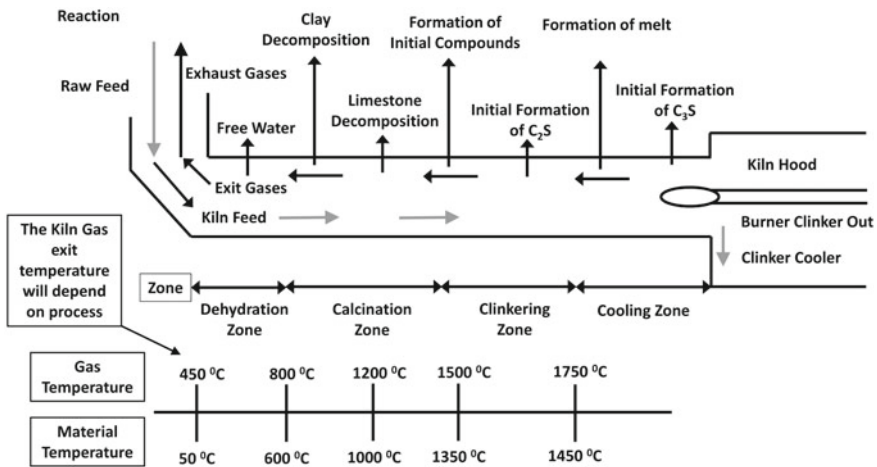 Reaction
Raw Feed
Exhaust Gases
Clay
Decomposition
Formation of
Initial Compounds
Formation of melt
Free Water
Limestone
Decomposition
Initial Formation
of C₂S
Initial Formation
of C₃S
Kiln Hood
Exit Gases
Kiln Feed
Burner Clinker Out
Clinker Cooler
The Kiln Gas
exit
temperature
will depend
on process
Zone
Dehydration
Zone
Calcination
Zone
Clinkering
Zone
Cooling Zone
Gas
Temperature
450 ⁰C 800 ⁰C 1200 ⁰C 1500 ⁰C 1750 ⁰C
Material
Temperature
50 ⁰C 600 ⁰C 1000 ⁰C 1350 ⁰C 1450 ⁰C